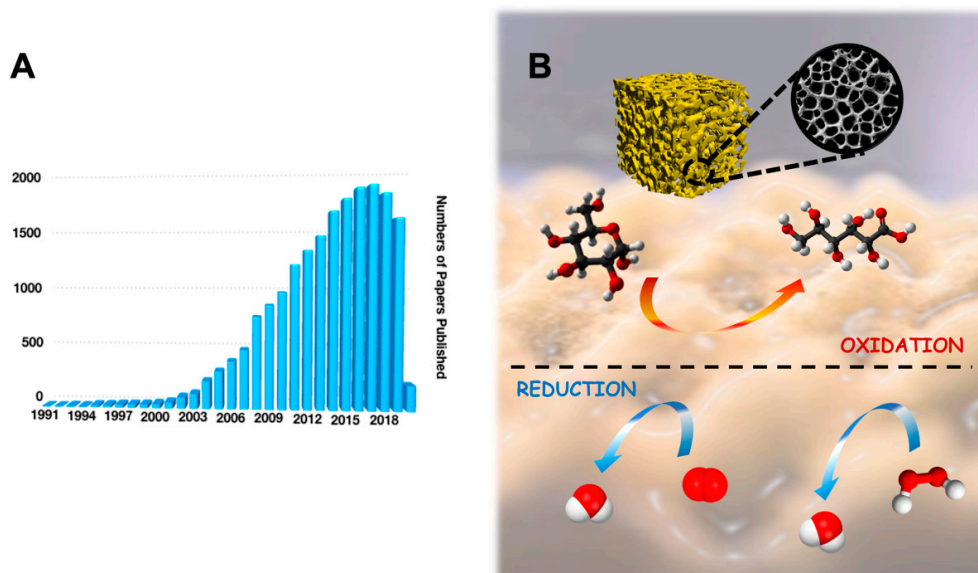 A
2000
1500
1000
500
0
1991 1994 1997 2000 2003 2006 2009 2012 2015 2018
Numbers of Papers Published
B
OXIDATION
REDUCTION